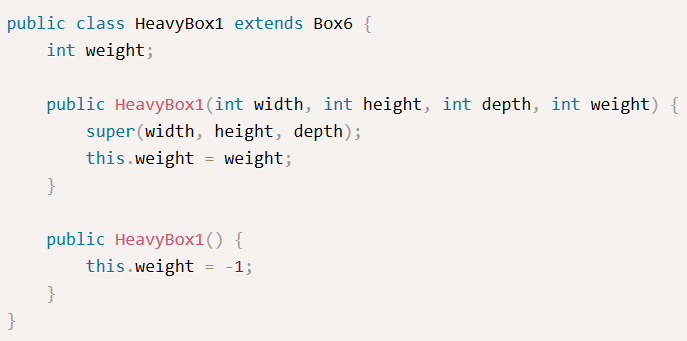 public class HeavyBox1 extends Box6 {
    int weight;

    public HeavyBox1(int width, int height, int depth, int weight) {
        super(width, height, depth);
        this.weight = weight;
    }

    public HeavyBox1() {
        this.weight = -1;
    }
}